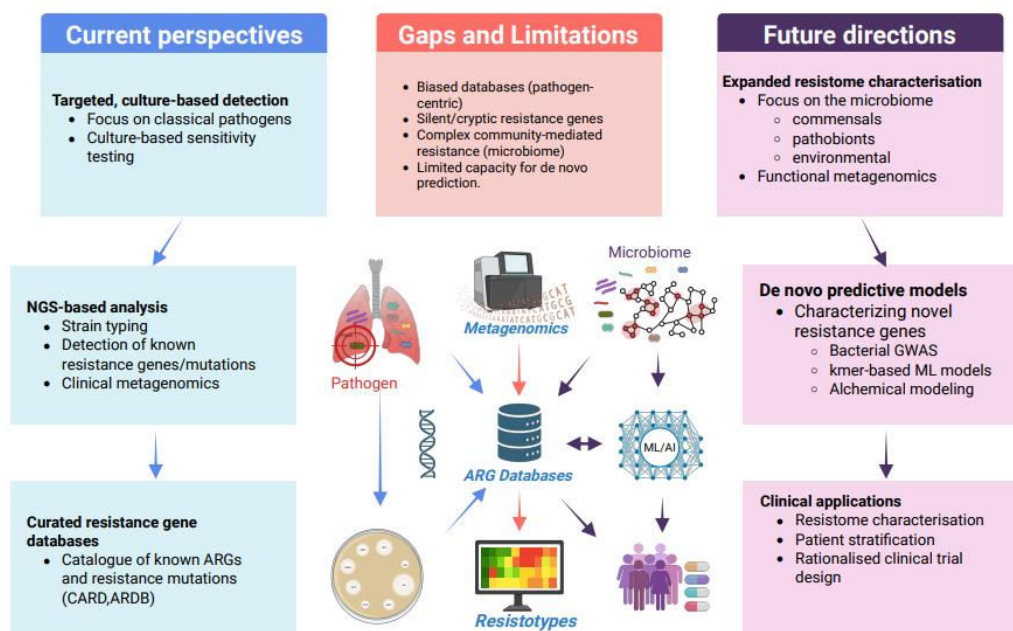 Current perspectives
Targeted, culture-based detection
• Focus on classical pathogens
• Culture-based sensitivity
testing
NGS-based analysis
• Strain typing
• Detection of known
resistance genes/mutations
• Clinical metagenomics
Curated resistance gene
databases
• Catalogue of known ARGs
and resistance mutations
(CARD,ARDB)
Gaps and Limitations
• Biased databases (pathogen-
centric)
• Silent/cryptic resistance genes
• Complex community-mediated
resistance (microbiome)
• Limited capacity for de novo
prediction.
Pathogen
Metagenomics
Microbiome
ARG Databases
ML/AI
Resistotypes
Future directions
Expanded resistome characterisation
• Focus on the microbiome
○ commensals
○ pathobionts
○ environmental
• Functional metagenomics
De novo predictive models
• Characterizing novel
resistance genes
○ Bacterial GWAS
○ kmer-based ML models
○ Alchemical modeling
Clinical applications
• Resistome characterisation
• Patient stratification
• Rationalised clinical trial
design